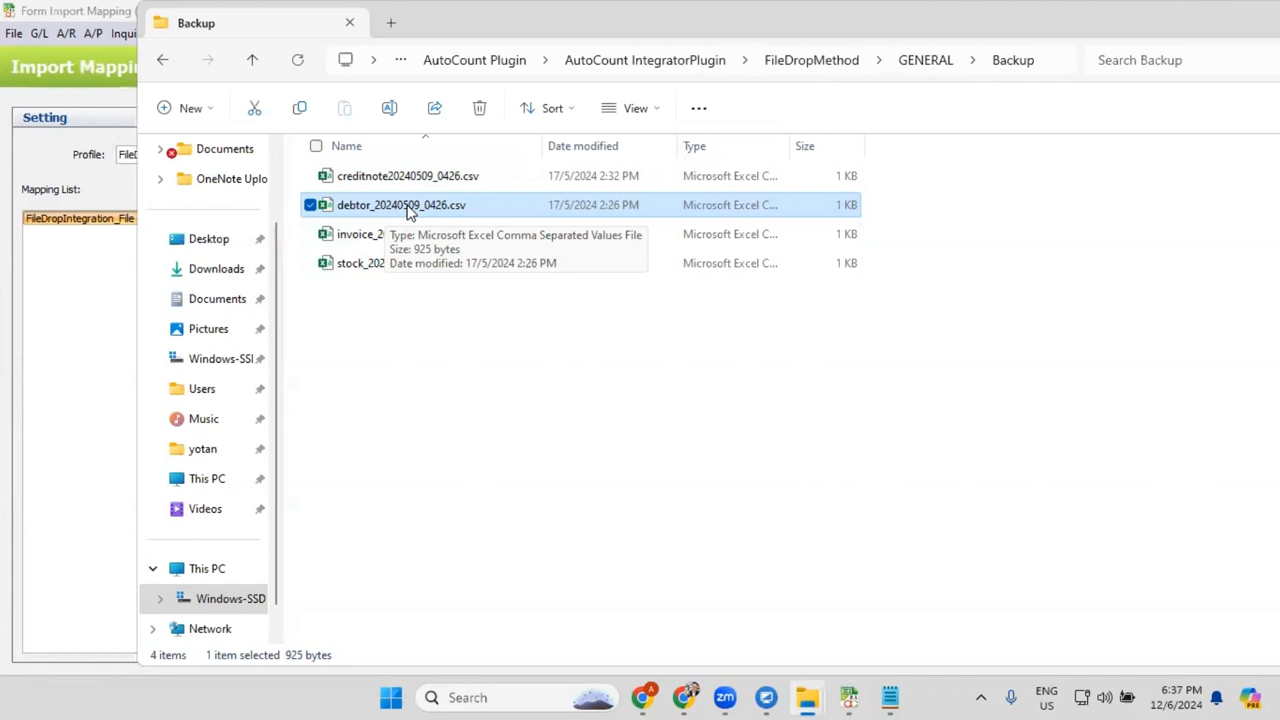 Form Import Mapping (
Backup
File G/L A/R A/P Inqui
AutoCount Plugin
AutoCount IntegratorPlugin
FileDropMethod
GENERAL
Backup
Search Backup
Import Mappin
New
Sort
View
Setting
Name
Date modified
Type
Size
Profile: FileD
Documents
OneNote Uplo
creditnote20240509_0426.csv 17/5/2024 2:32 PM Microsoft Excel C... 1 KB
Mapping List:
debtor_20240509_0426.csv 17/5/2024 2:26 PM Microsoft Excel C... 1 KB
FileDropIntegration_File
invoice_2 Microsoft Excel C... 1 KB
Type: Microsoft Excel Comma Separated Values File
Size: 925 bytes
Date modified: 17/5/2024 2:26 PM
stock_202 Microsoft Excel C... 1 KB
Desktop
Downloads
Documents
Pictures
Windows-SSI
Users
Music
yotan
This PC
Videos
This PC
Windows-SSD
Network
4 items 1 item selected 925 bytes
Search
zm
ENG
US
6:37 PM
12/6/2024
PRE